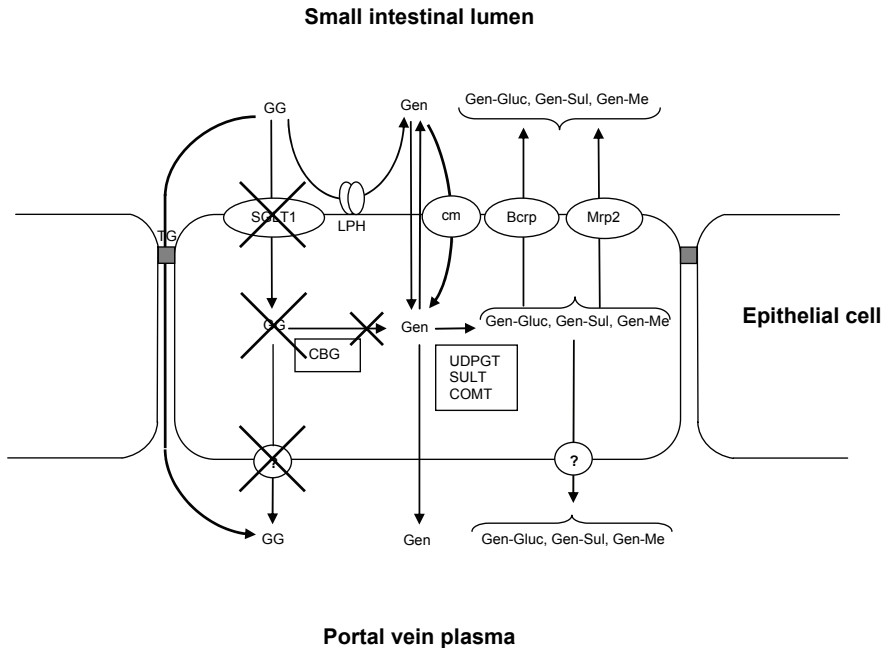 Small intestinal lumen
GG
Gen
Gen-Gluc, Gen-Sul, Gen-Me
SGLT1
LPH
cm
Bcrp
Mrp2
TG
GG
Gen
Gen-Gluc, Gen-Sul, Gen-Me
Epithelial cell
CBG
UDPGT
SULT
COMT
?
?
GG
Gen
Gen-Gluc, Gen-Sul, Gen-Me
Portal vein plasma